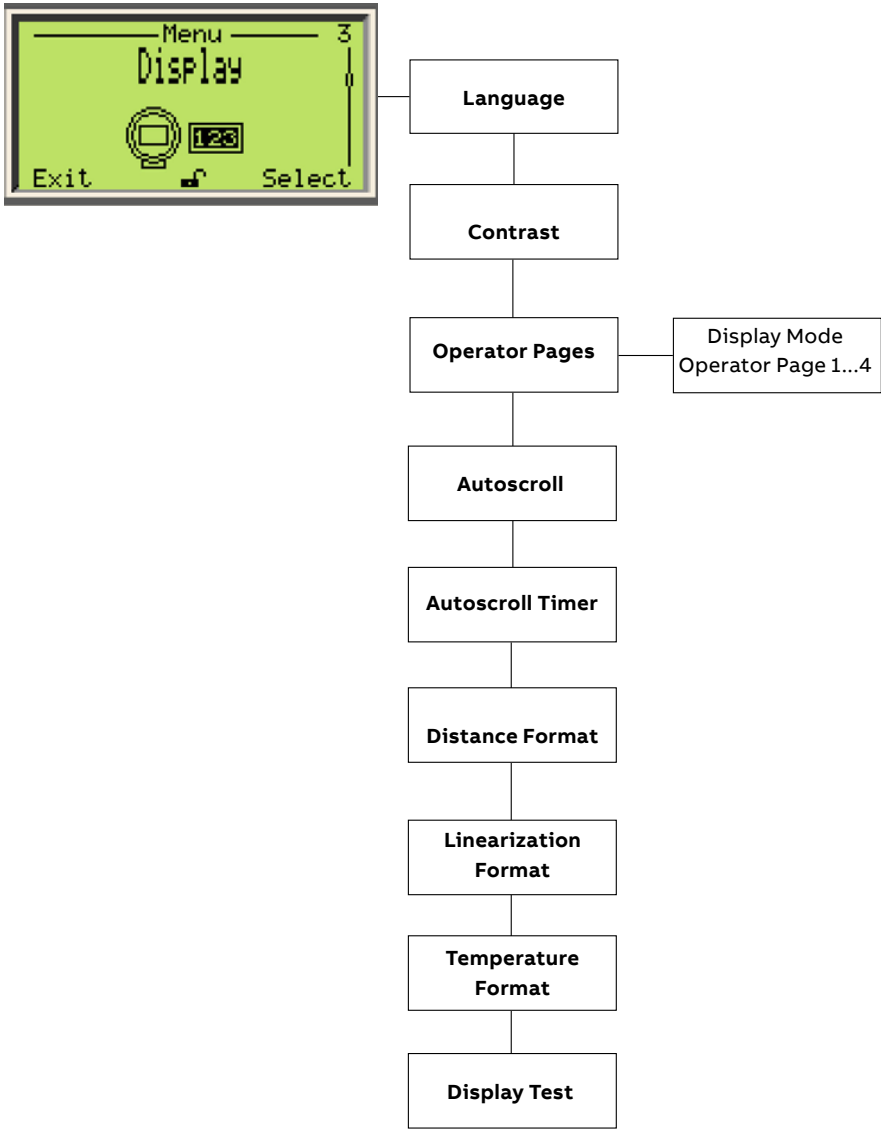 Menu 3
Display
123
Exit Select
Language
Contrast
Operator Pages
Display Mode
Operator Page 1...4
Autoscroll
Autoscroll Timer
Distance Format
Linearization
Format
Temperature
Format
Display Test